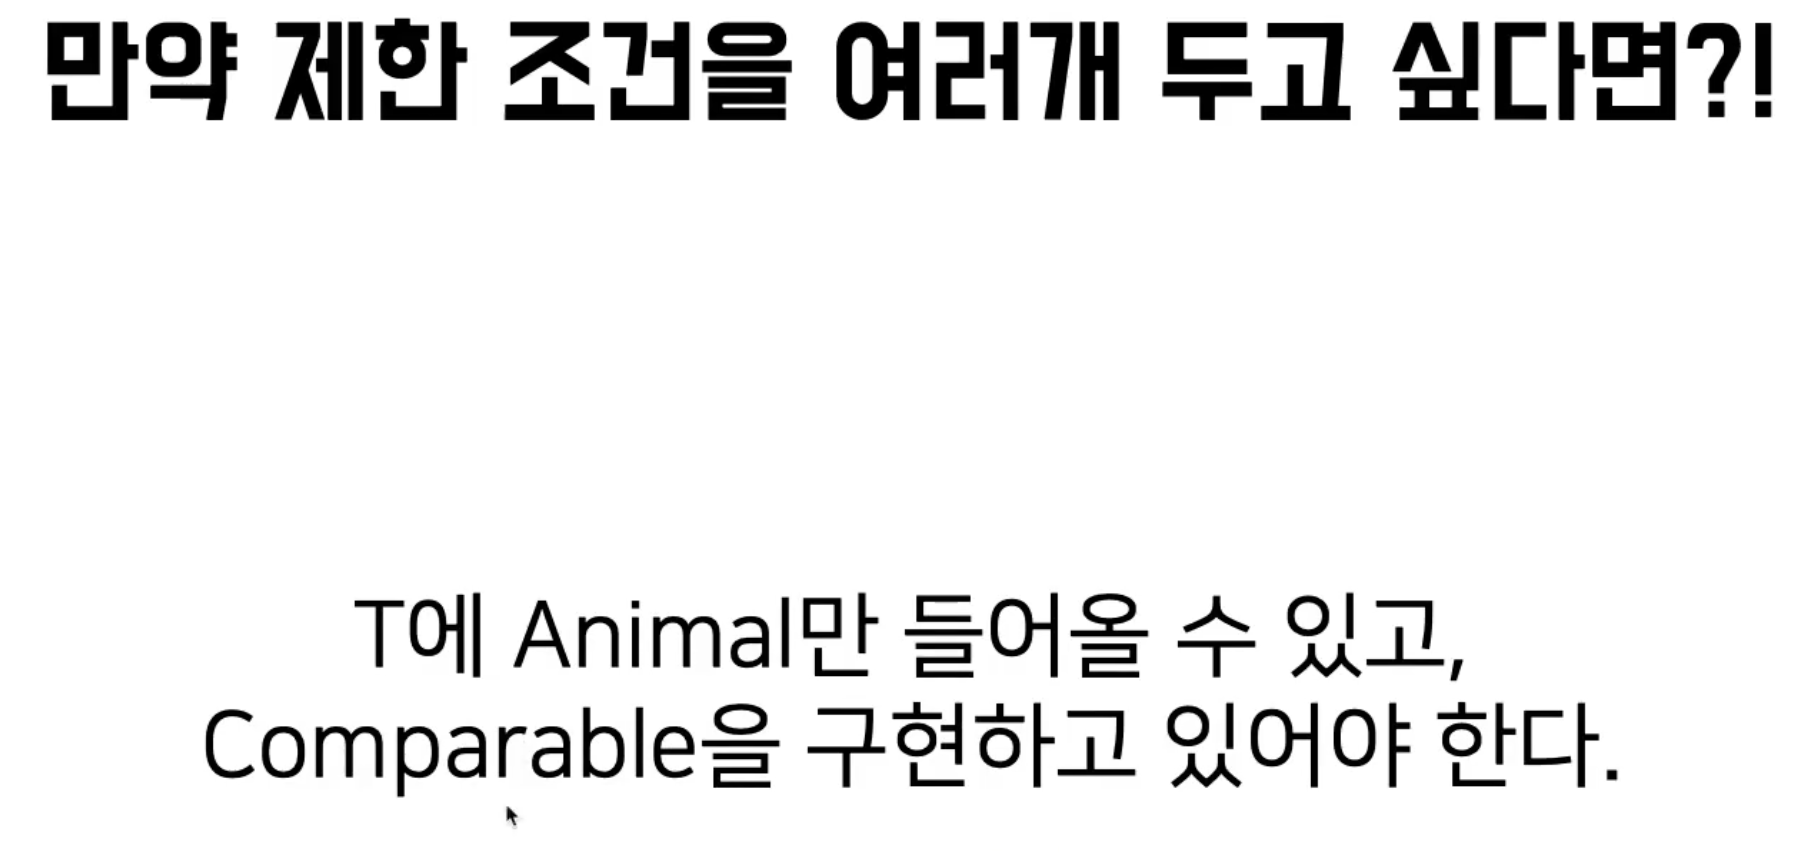 만약 제한 조건을 여러개 두고 싶다면?!
T에 Animal만 들어올 수 있고,
Comparable을 구현하고 있어야 한다.